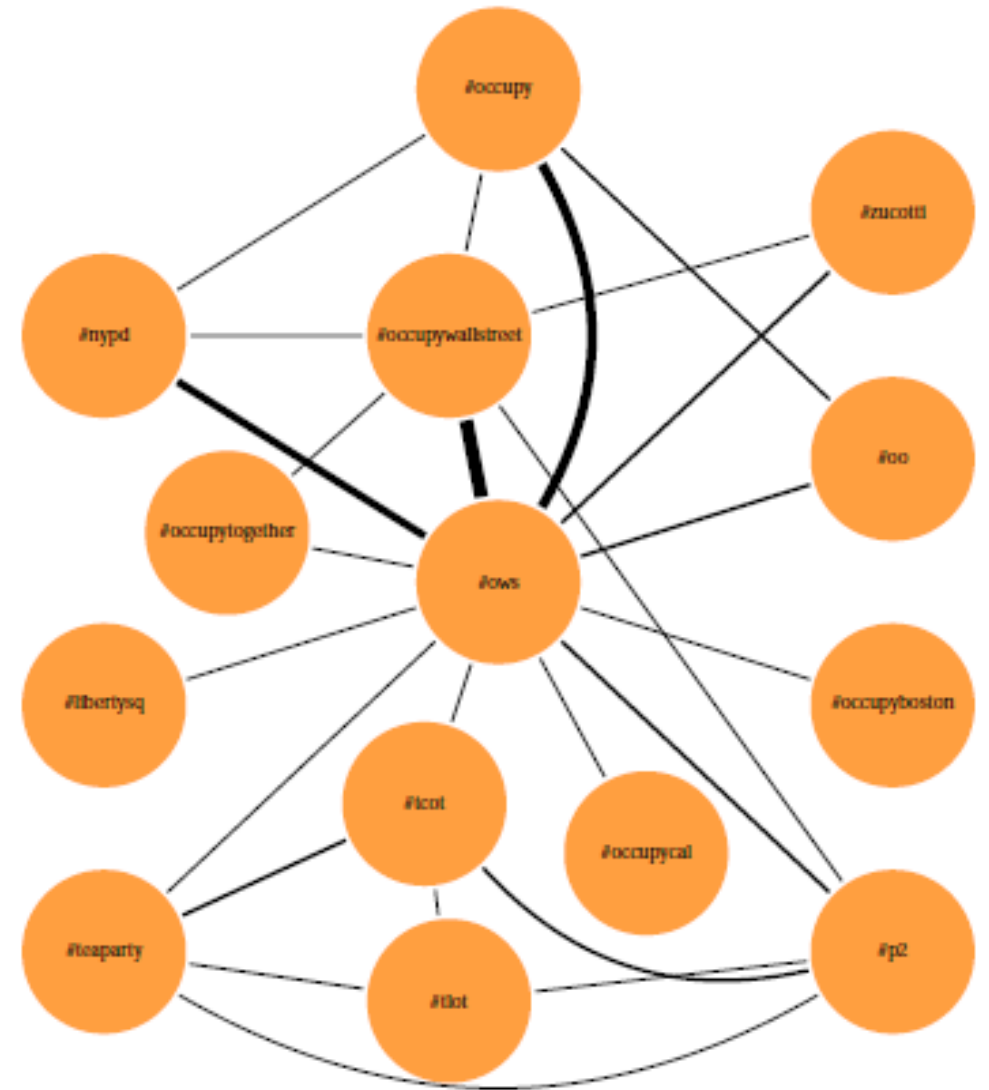 #occupy
#zucotti
#nypd
#occupywallstreet
#oo
#occupytogether
#ows
#libertysq
#occupyboston
#tcot
#occupycal
#teaparty
#p2
#tlot